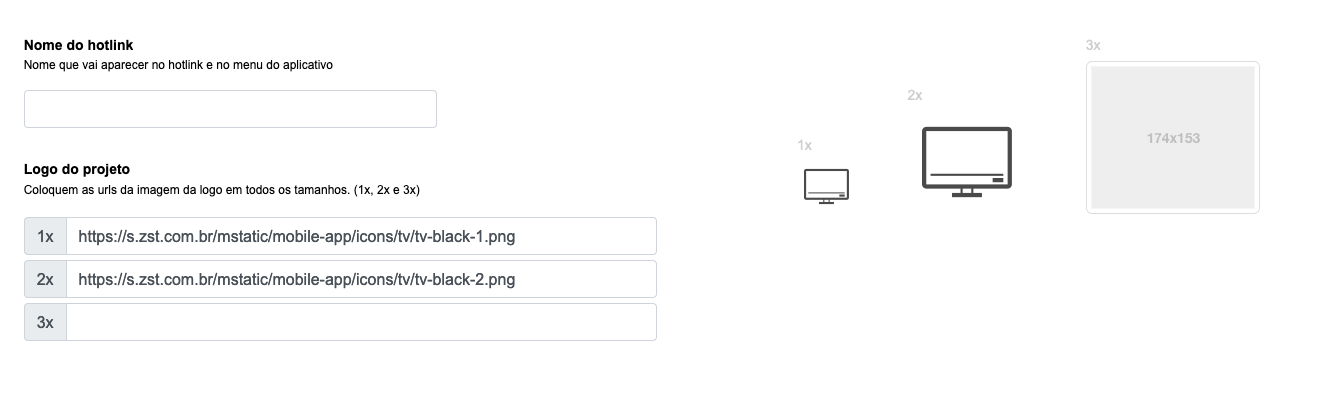 Nome do hotlink
Nome que vai aparecer no hotlink e no menu do aplicativo
Logo do projeto
Coloquem as urls da imagem da logo em todos os tamanhos. (1x, 2x e 3x)
1x https://s.zst.com.br/mstatic/mobile-app/icons/tv/tv-black-1.png
2x https://s.zst.com.br/mstatic/mobile-app/icons/tv/tv-black-2.png
3x
1x
2x
3x
174x153